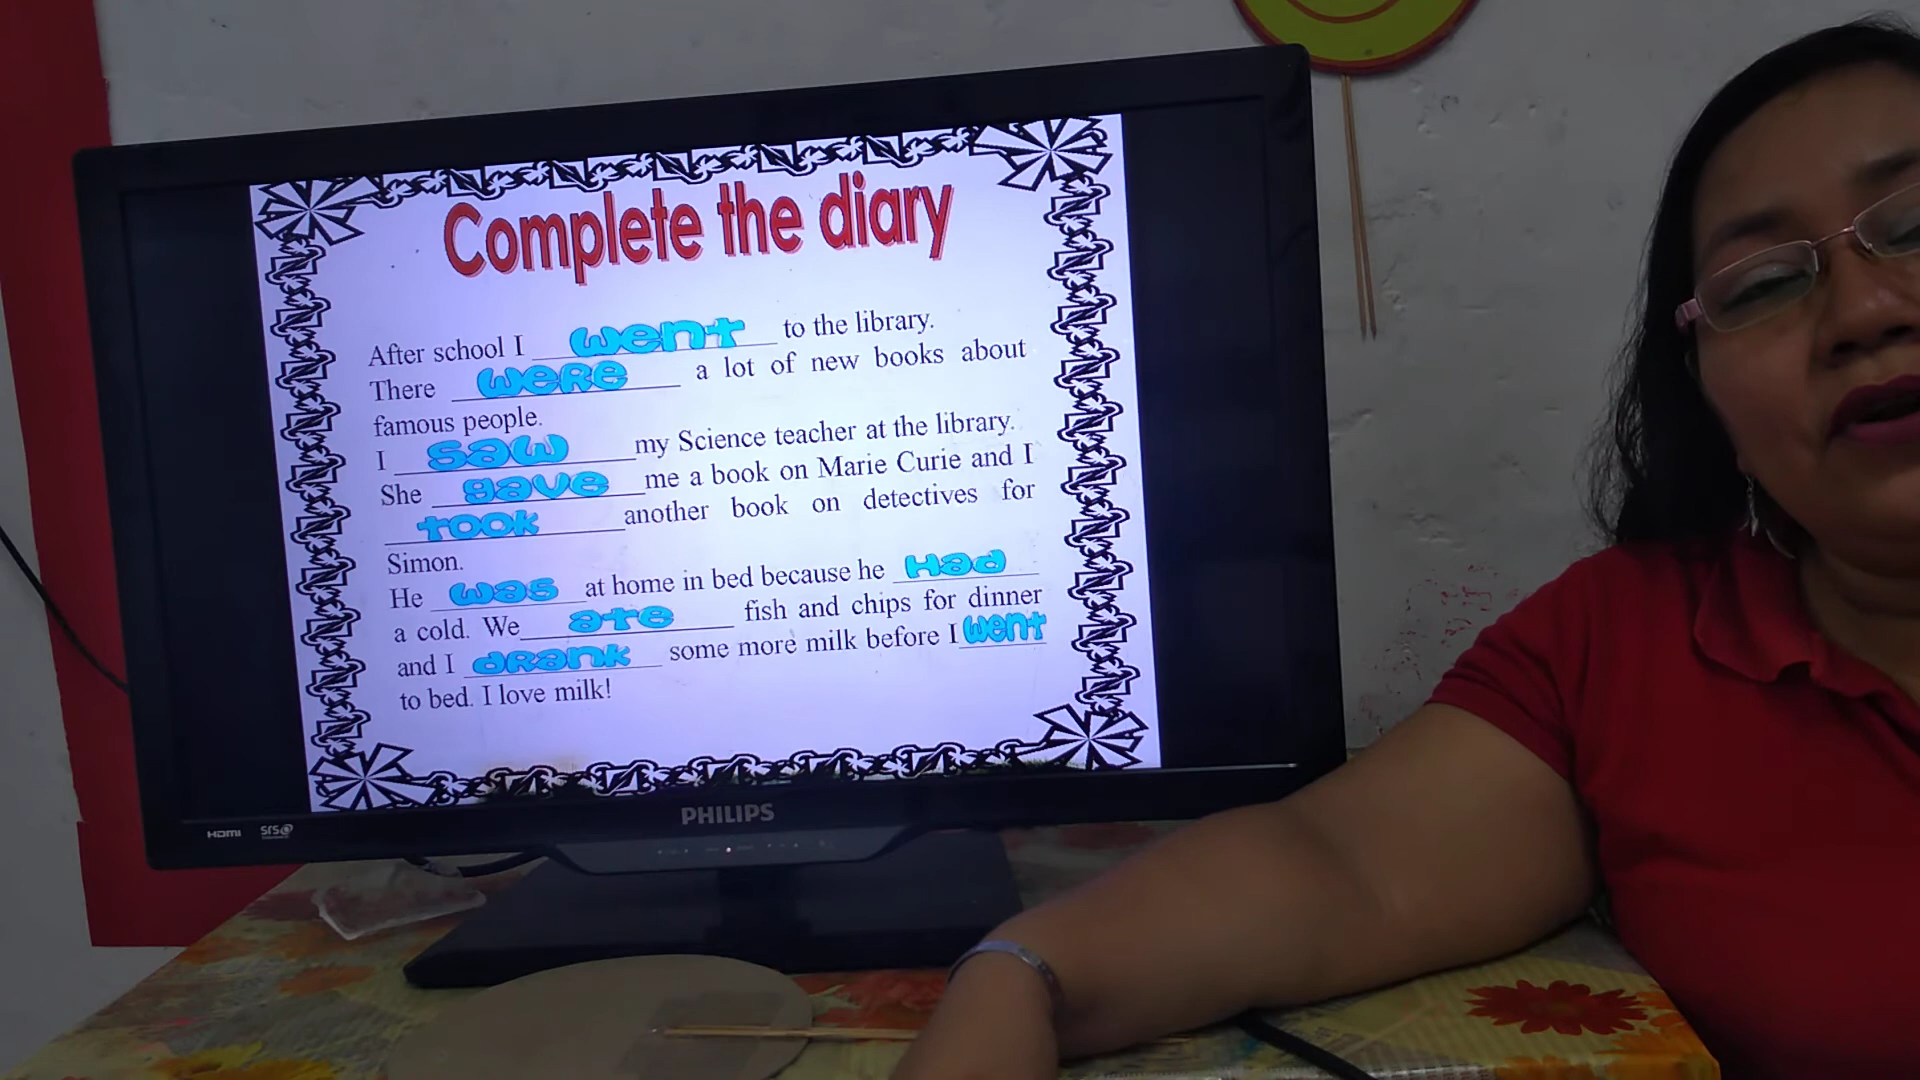 Complete the diary
After school I went to the library.
There were a lot of new books about
famous people.
I saw my Science teacher at the library.
She gave me a book on Marie Curie and I
took another book on detectives for
Simon.
He was at home in bed because he Had
a cold. We ate fish and chips for dinner
and I drank some more milk before I went
to bed. I love milk!
HDMI SRS
PHILIPS